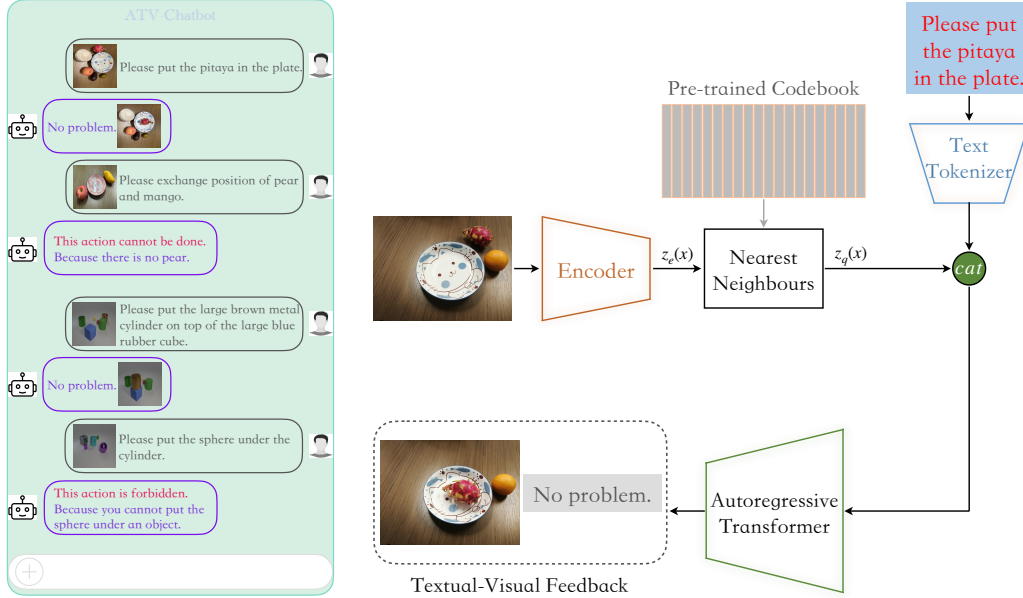 ATV-Chatbot
Please put the pitaya in the plate.
No problem.
Please exchange position of pear
and mango.
This action cannot be done.
Because there is no pear.
Please put the large brown metal
cylinder on top of the large blue
rubber cube.
No problem.
Please put the sphere under the
cylinder.
This action is forbidden.
Because you cannot put the
sphere under an object.
Please put
the pitaya
in the plate.
Pre-trained Codebook
Text
Tokenizer
Encoder
z_e(x)
Nearest
Neighbours
z_q(x)
cat
No problem.
Autoregressive
Transformer
Textual-Visual Feedback